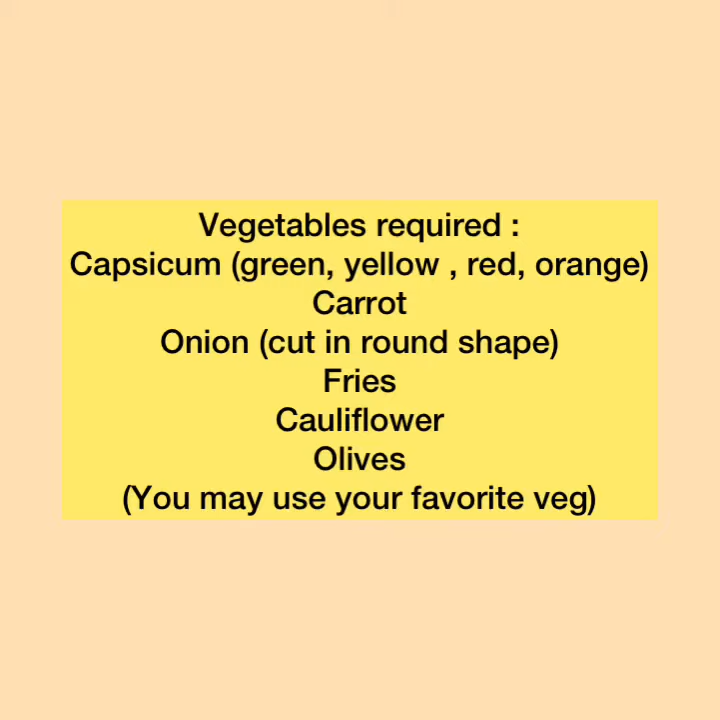 Vegetables required :
Capsicum (green, yellow , red, orange)
Carrot
Onion (cut in round shape)
Fries
Cauliflower
Olives
(You may use your favorite veg)